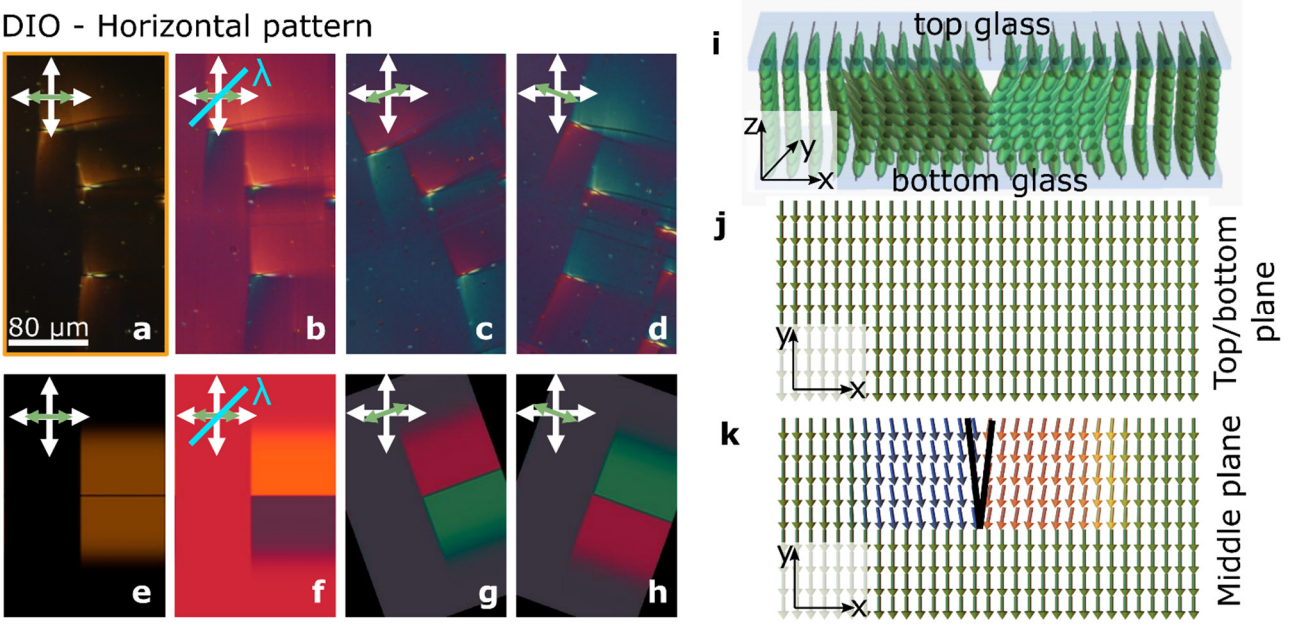 DIO - Horizontal pattern
λ
80 µm
a
b
c
d
λ
e
f
g
h
i
top glass
z
y
x
bottom glass
j
y
x
Top/bottom
plane
k
y
x
Middle plane